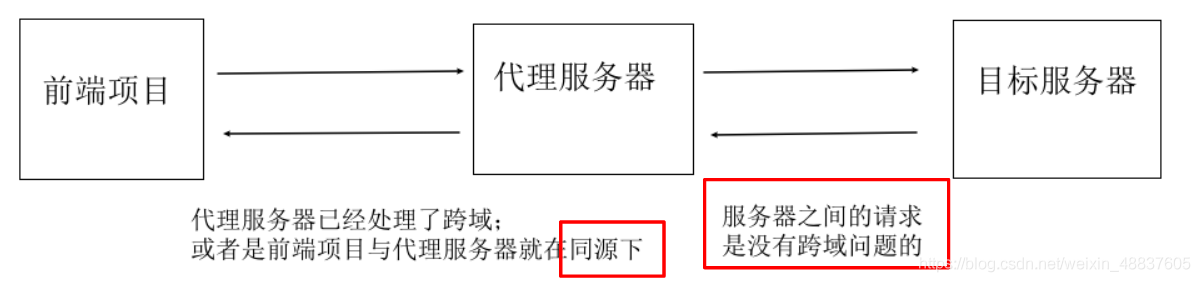 前端项目
代理服务器
目标服务器
代理服务器已经处理了跨域；
或者是前端项目与代理服务器就在同源下
服务器之间的请求
是没有跨域问题的
https://blog.csdn.net/weixin_48837605